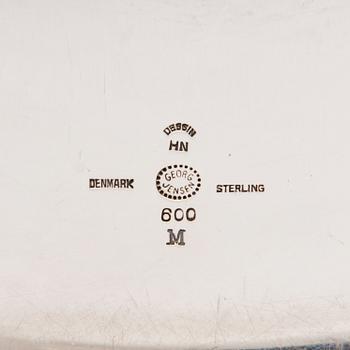 DESSIN
HN
DENMARK GEORG JENSEN STERLING
600
M